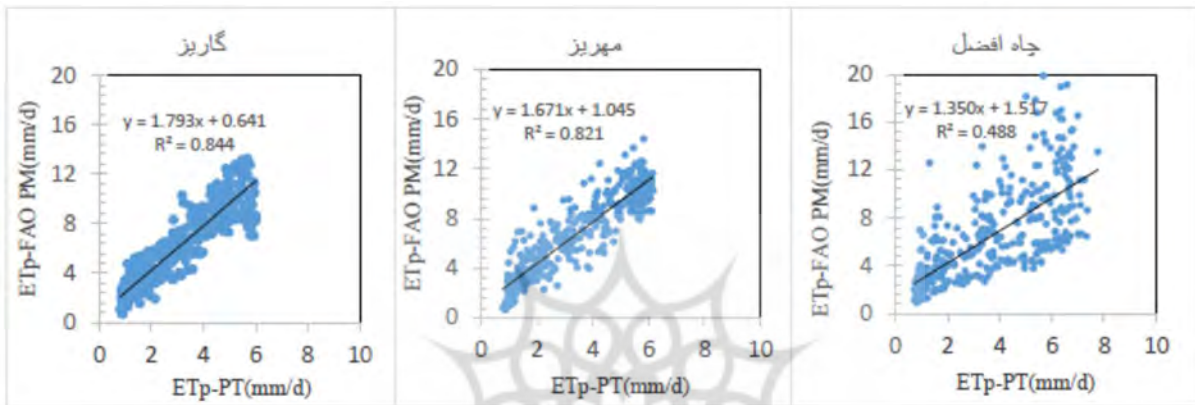 گاریز
20
16
12
8
4
0
ETp-FAO PM(mm/d)
y = 1.793x + 0.641
R² = 0.844
0 2 4 6 8 10
ETp-PT(mm/d)
مهریز
20
16
12
8
4
0
ETp-FAO PM(mm/d)
y = 1.671x + 1.045
R² = 0.821
0 2 4 6 8 10
ETp-PT(mm/d)
چاه افضل
20
16
12
8
4
0
ETp-FAO PM(mm/d)
y = 1.350x + 1.517
R² = 0.488
0 2 4 6 8 10
ETp-PT(mm/d)